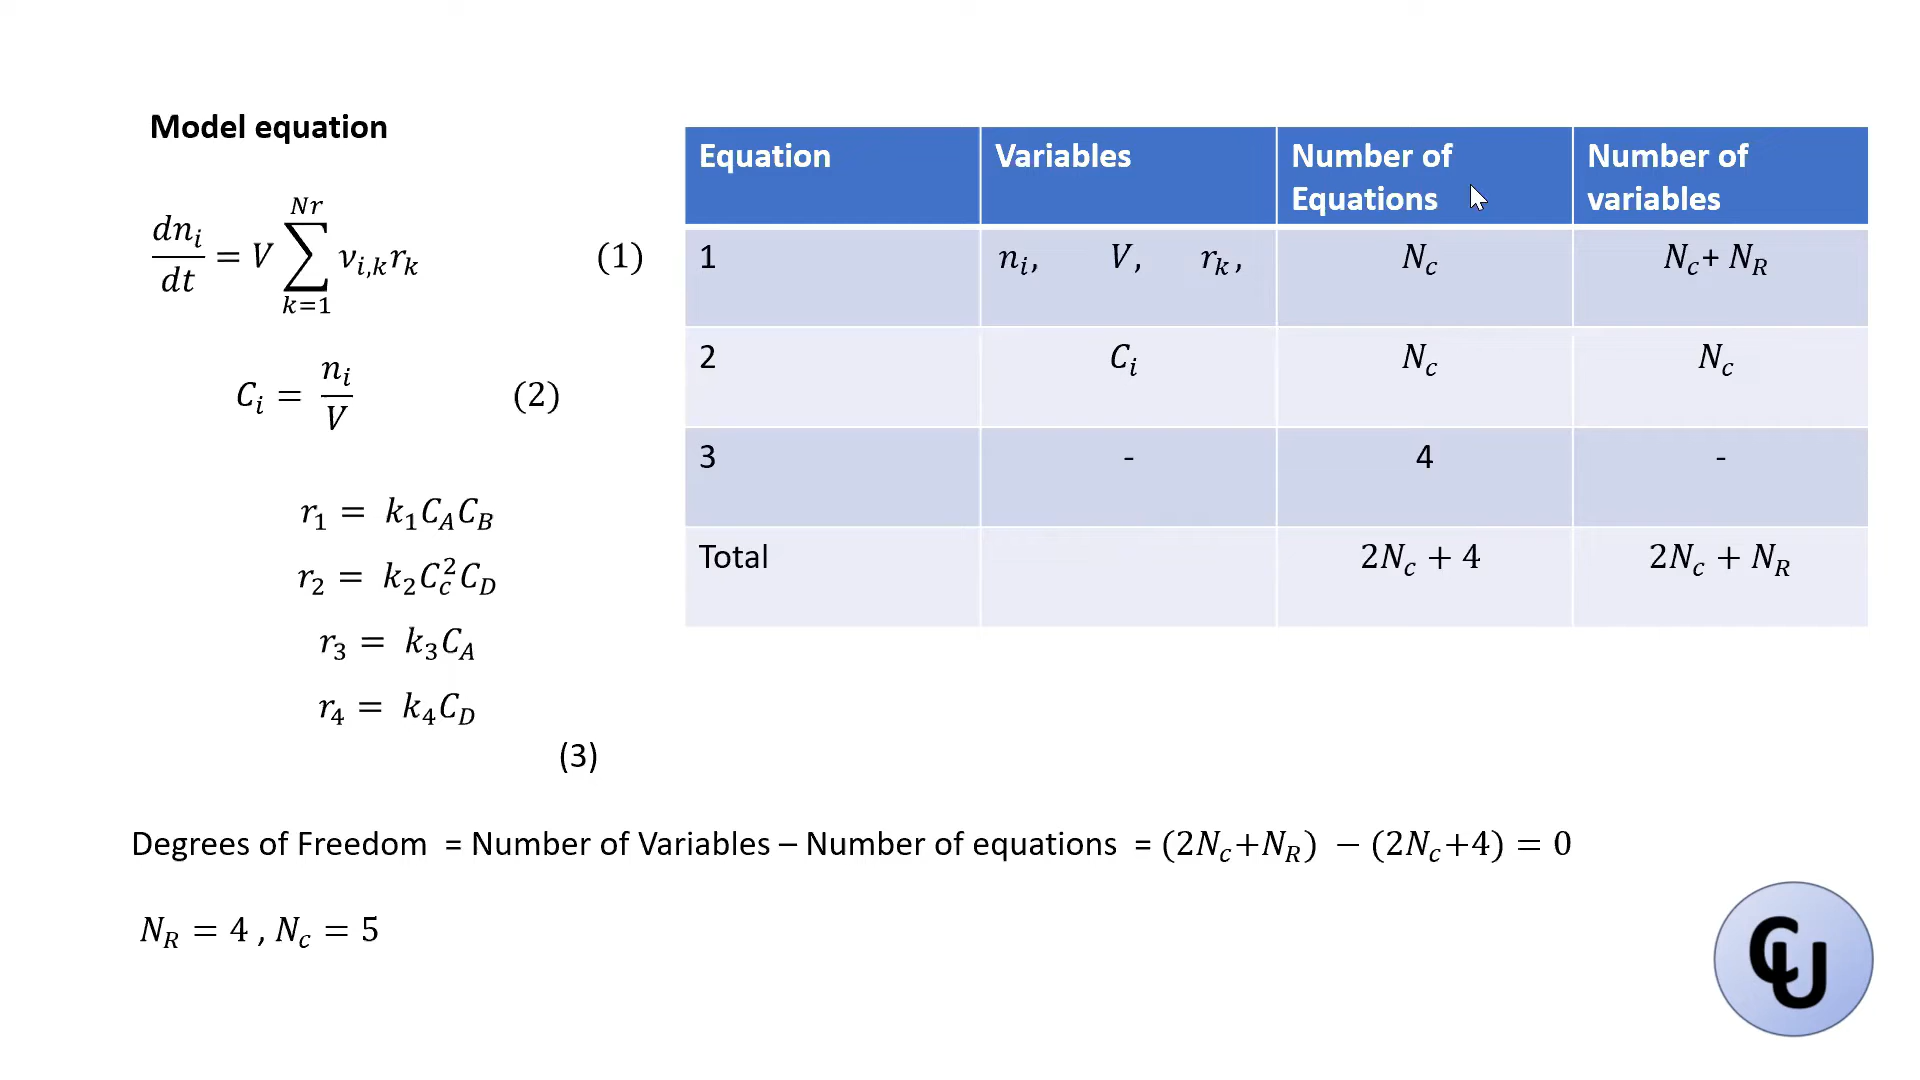 Model equation
dn_i/dt = V ∑_{k=1}^{Nr} ν_{i,k} r_k (1)
C_i = n_i/V (2)
r_1 = k_1 C_A C_B
r_2 = k_2 C_c^2 C_D
r_3 = k_3 C_A
r_4 = k_4 C_D
(3)
Equation Variables Number of Equations Number of variables
1 n_i, V, r_k, N_c N_c+ N_R
2 C_i N_c N_c
3 - 4 -
Total 2N_c + 4 2N_c + N_R
Degrees of Freedom = Number of Variables – Number of equations = (2N_c+N_R) − (2N_c+4) = 0
N_R = 4 , N_c = 5
CU